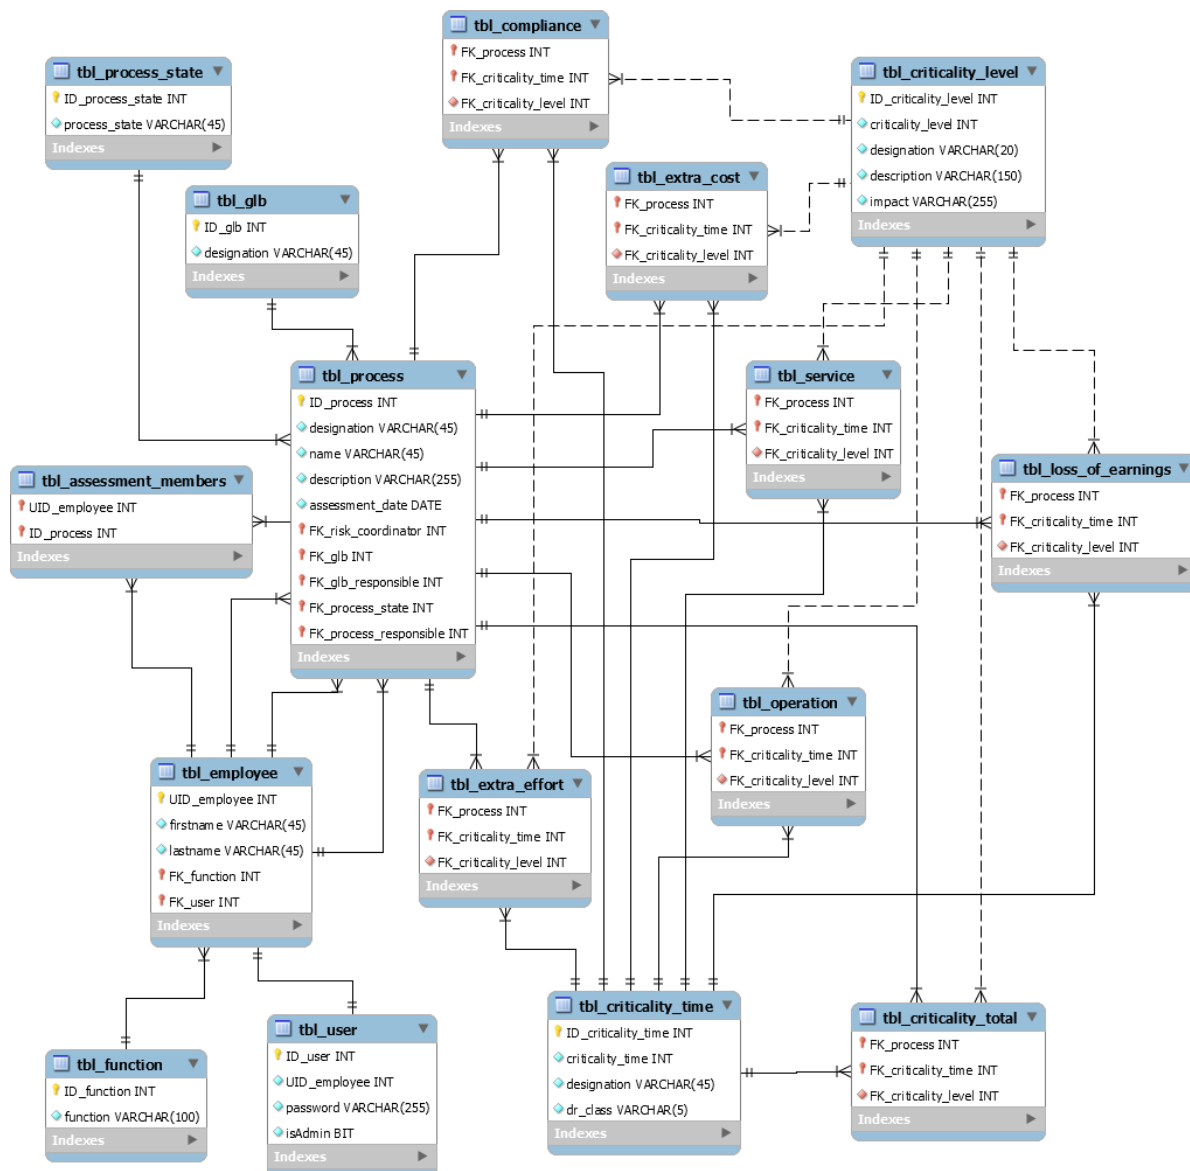 tbl_compliance
FK_process INT
FK_criticality_time INT
FK_criticality_level INT
Indexes
tbl_process_state
ID_process_state INT
process_state VARCHAR(45)
Indexes
tbl_criticality_level
ID_criticality_level INT
criticality_level INT
designation VARCHAR(20)
description VARCHAR(150)
impact VARCHAR(255)
Indexes
tbl_extra_cost
FK_process INT
FK_criticality_time INT
FK_criticality_level INT
Indexes
tbl_glb
ID_glb INT
designation VARCHAR(45)
Indexes
tbl_process
ID_process INT
designation VARCHAR(45)
name VARCHAR(45)
description VARCHAR(255)
assessment_date DATE
FK_risk_coordinator INT
FK_glb INT
FK_glb_responsible INT
FK_process_state INT
FK_process_responsible INT
Indexes
tbl_service
FK_process INT
FK_criticality_time INT
FK_criticality_level INT
Indexes
tbl_loss_of_earnings
FK_process INT
FK_criticality_time INT
FK_criticality_level INT
Indexes
tbl_assessment_members
UID_employee INT
ID_process INT
Indexes
tbl_operation
FK_process INT
FK_criticality_time INT
FK_criticality_level INT
Indexes
tbl_employee
UID_employee INT
firstname VARCHAR(45)
lastname VARCHAR(45)
FK_function INT
FK_user INT
Indexes
tbl_extra_effort
FK_process INT
FK_criticality_time INT
FK_criticality_level INT
Indexes
tbl_criticality_time
ID_criticality_time INT
criticality_time INT
designation VARCHAR(45)
dr_class VARCHAR(5)
Indexes
tbl_criticality_total
FK_process INT
FK_criticality_time INT
FK_criticality_level INT
Indexes
tbl_user
ID_user INT
UID_employee INT
password VARCHAR(255)
isAdmin BIT
Indexes
tbl_function
ID_function INT
function VARCHAR(100)
Indexes